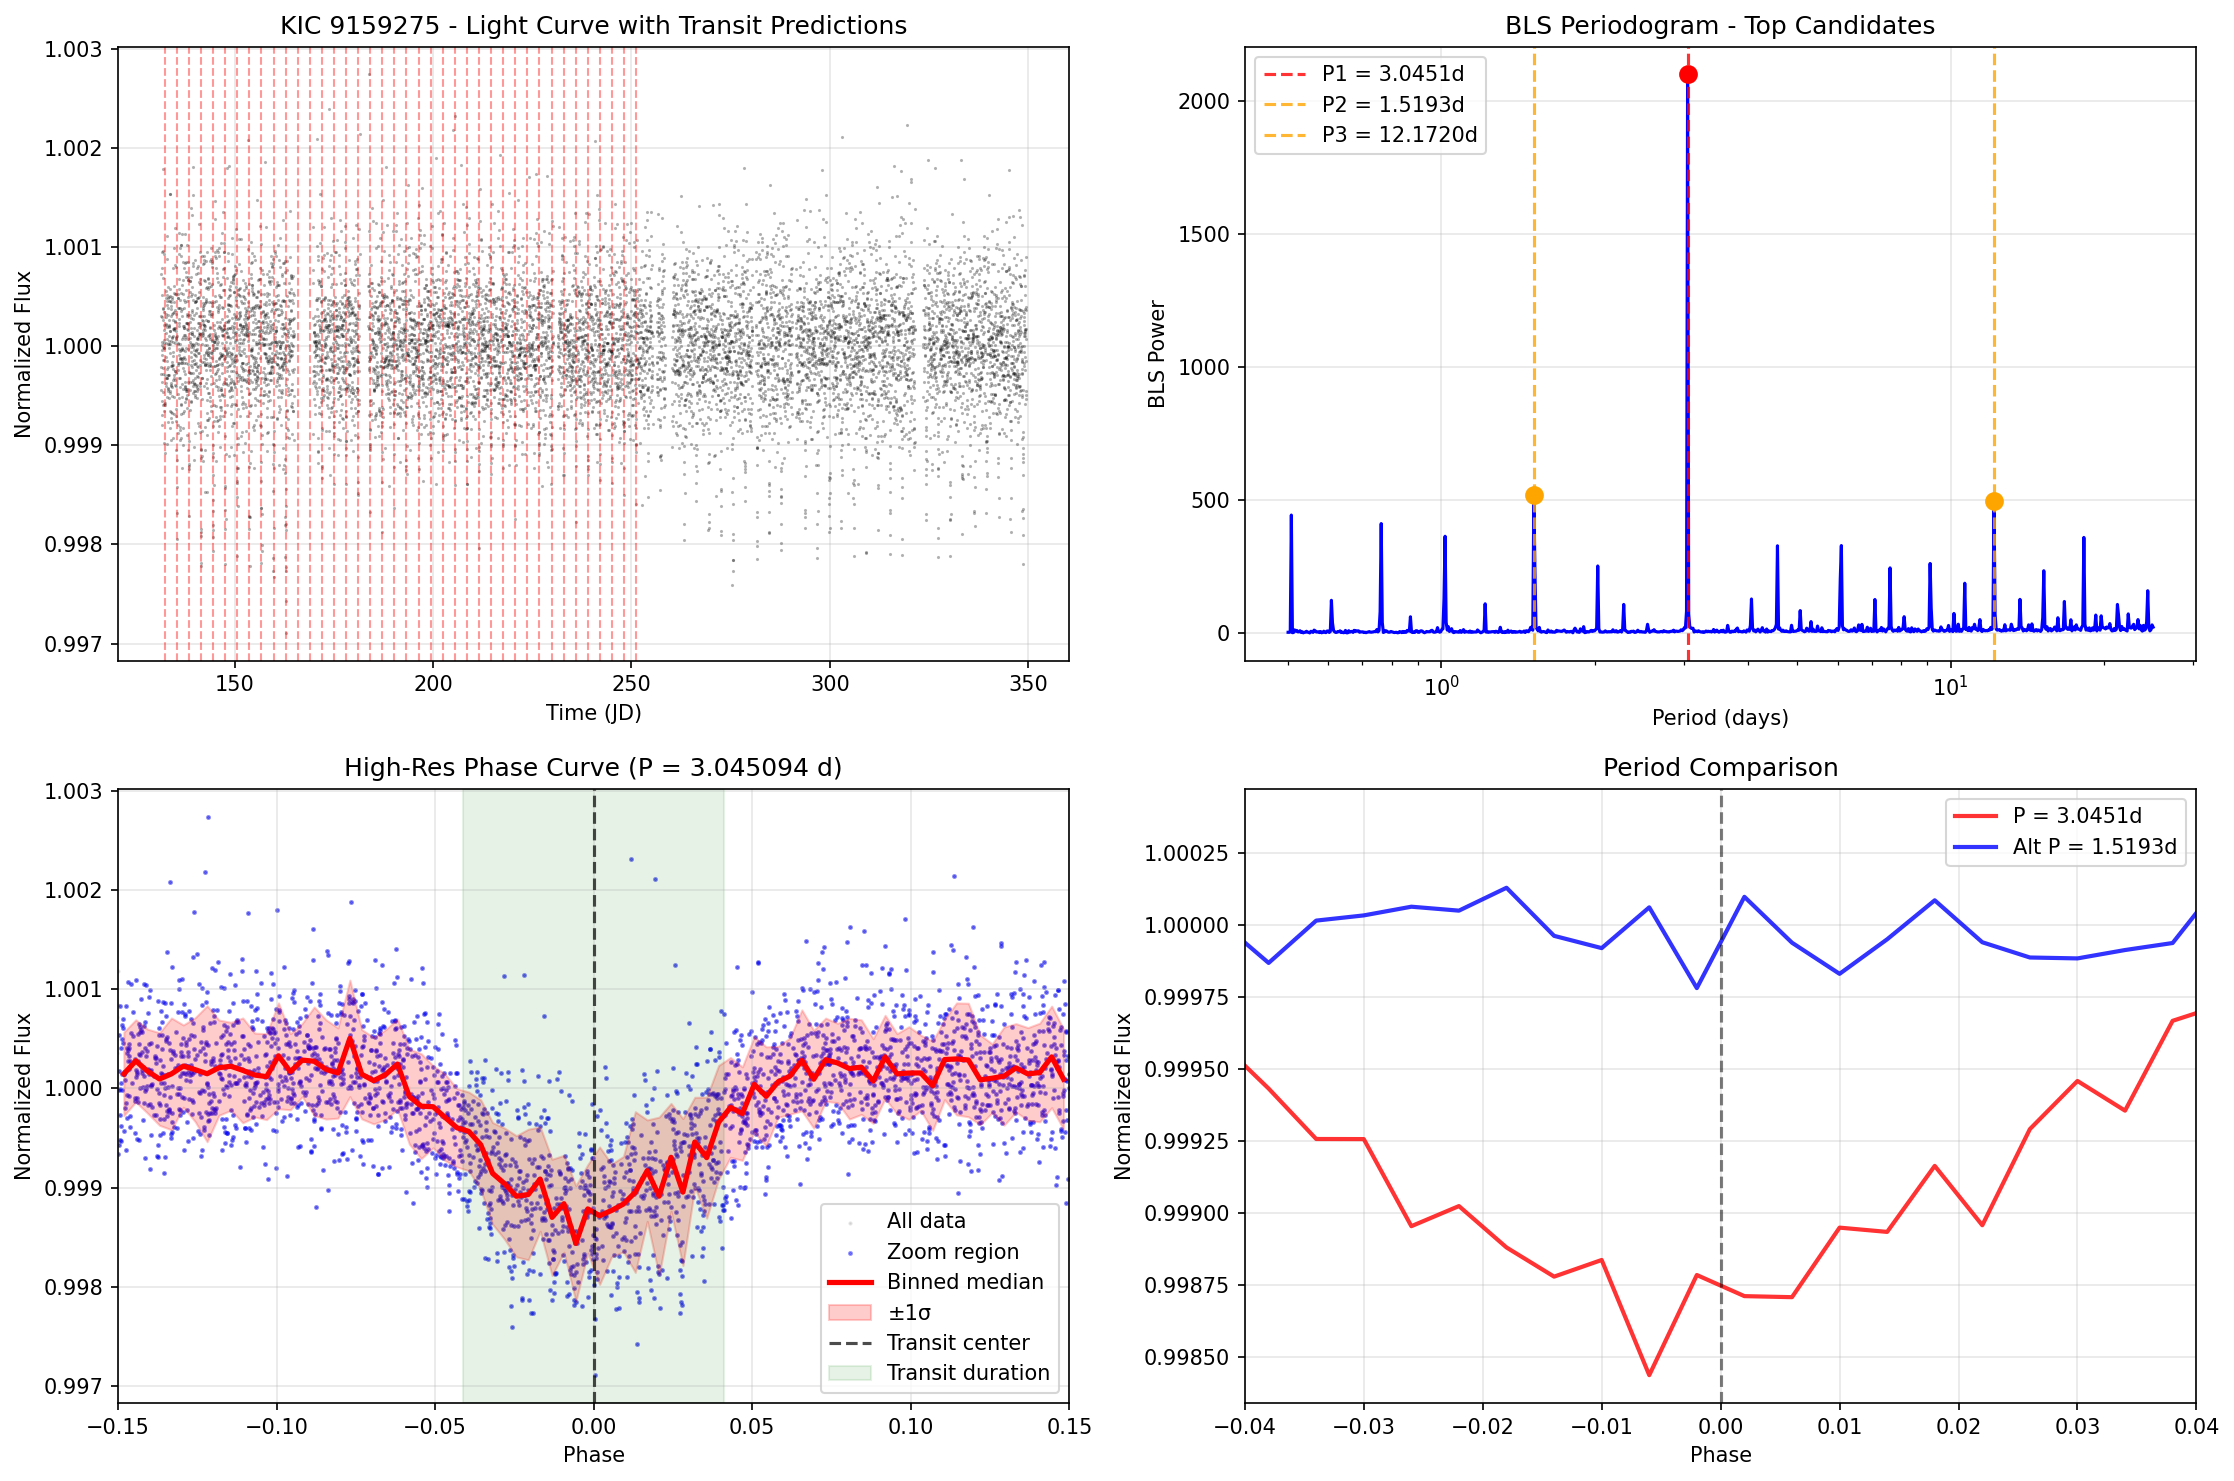 KIC 9159275 - Light Curve with Transit Predictions
1.003
1.002
1.001
1.000
0.999
0.998
0.997
Normalized Flux
150
200
250
300
350
Time (JD)
BLS Periodogram - Top Candidates
P1 = 3.0451d
P2 = 1.5193d
P3 = 12.1720d
2000
1500
1000
500
0
BLS Power
10⁰
10¹
Period (days)
High-Res Phase Curve (P = 3.045094 d)
1.003
1.002
1.001
1.000
0.999
0.998
0.997
Normalized Flux
All data
Zoom region
Binned median
±1σ
Transit center
Transit duration
−0.15
−0.10
−0.05
0.00
0.05
0.10
0.15
Phase
Period Comparison
P = 3.0451d
Alt P = 1.5193d
1.00025
1.00000
0.99975
0.99950
0.99925
0.99900
0.99875
0.99850
Normalized Flux
−0.04
−0.03
−0.02
−0.01
0.00
0.01
0.02
0.03
0.04
Phase